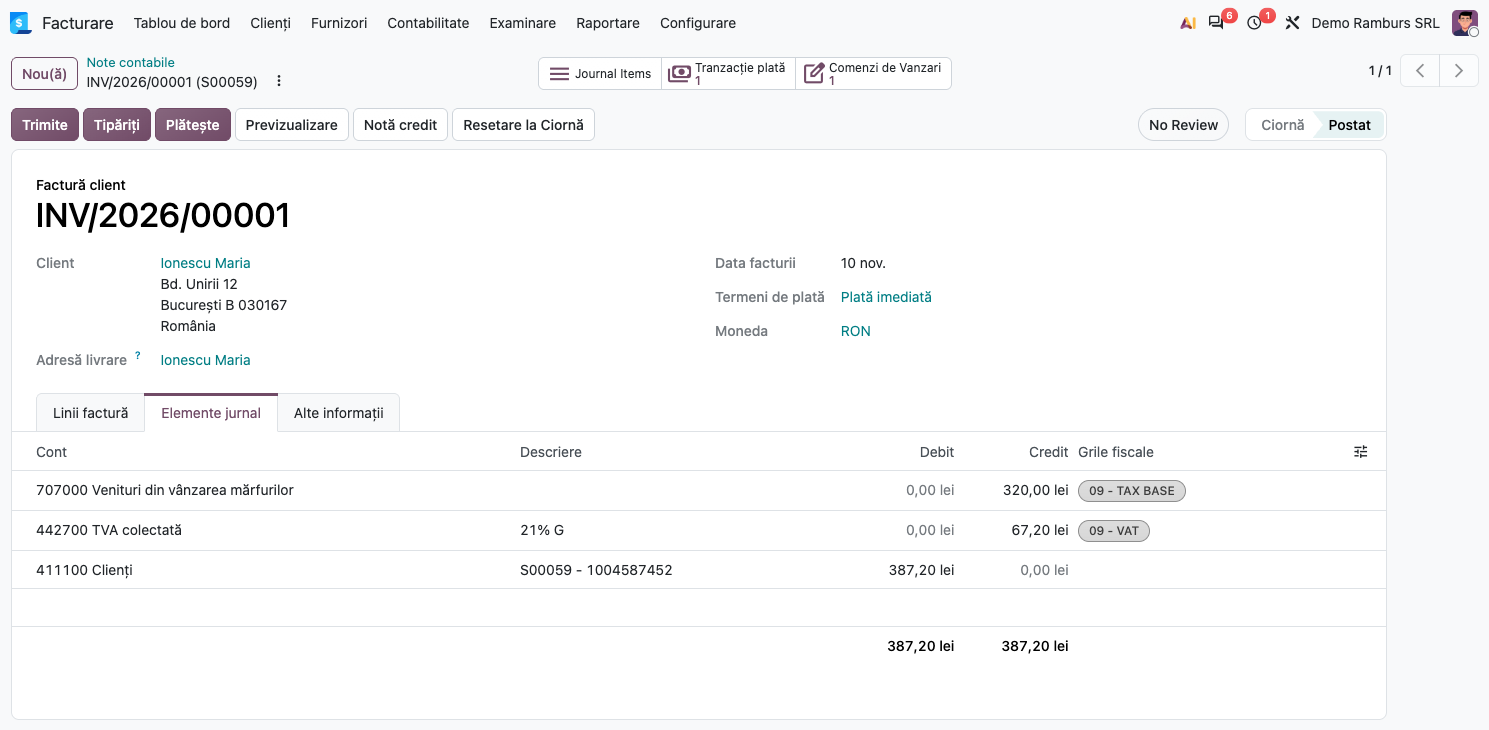 Facturare Tablou de bord Clienți Furnizori Contabilitate Examinare Raportare Configurare AI 6 1 Demo Ramburs SRL
Nou(ă) Note contabile
INV/2026/00001 (S00059)
Journal Items Tranzacție plată 1 Comenzi de Vanzari 1 1 / 1
Trimite Tipăriți Plătește Previzualizare Notă credit Resetare la Ciornă No Review Ciornă Postat
Factură client
INV/2026/00001
Client Ionescu Maria Data facturii 10 nov.
Bd. Unirii 12
București B 030167 Termeni de plată Plată imediată
România Moneda RON
Adresă livrare ? Ionescu Maria
Linii factură Elemente jurnal Alte informații
Cont Descriere Debit Credit Grile fiscale
707000 Venituri din vânzarea mărfurilor 0,00 lei 320,00 lei 09 - TAX BASE
442700 TVA colectată 21% G 0,00 lei 67,20 lei 09 - VAT
411100 Clienți S00059 - 1004587452 387,20 lei 0,00 lei
387,20 lei 387,20 lei